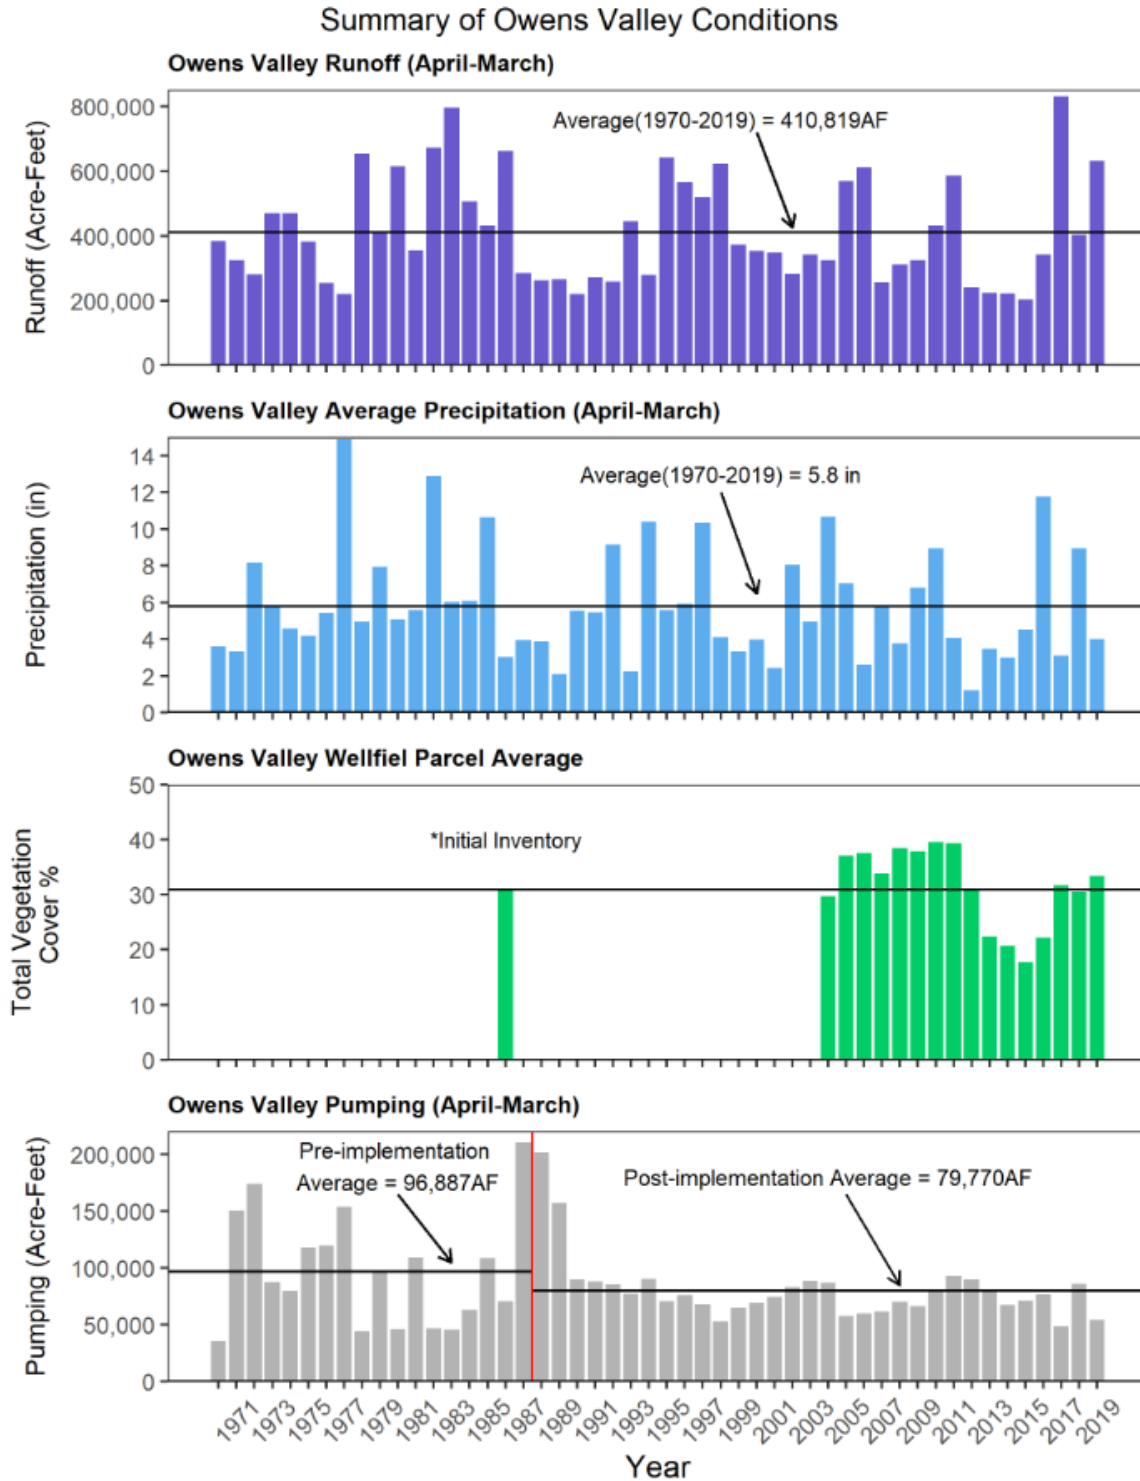 Summary of Owens Valley Conditions
Owens Valley Runoff (April-March)
Runoff (Acre-Feet)
800,000
600,000
400,000
200,000
0
Average(1970-2019) = 410,819AF
Owens Valley Average Precipitation (April-March)
Precipitation (in)
14
12
10
8
6
4
2
0
Average(1970-2019) = 5.8 in
Owens Valley Wellfiel Parcel Average
Total Vegetation
Cover %
50
40
30
20
10
0
*Initial Inventory
Owens Valley Pumping (April-March)
Pumping (Acre-Feet)
200,000
150,000
100,000
50,000
0
Pre-implementation
Average = 96,887AF
Post-implementation Average = 79,770AF
1971
1973
1975
1977
1979
1981
1983
1985
1987
1989
1991
1993
1995
1997
1999
2001
2003
2005
2007
2009
2011
2013
2015
2017
2019
Year